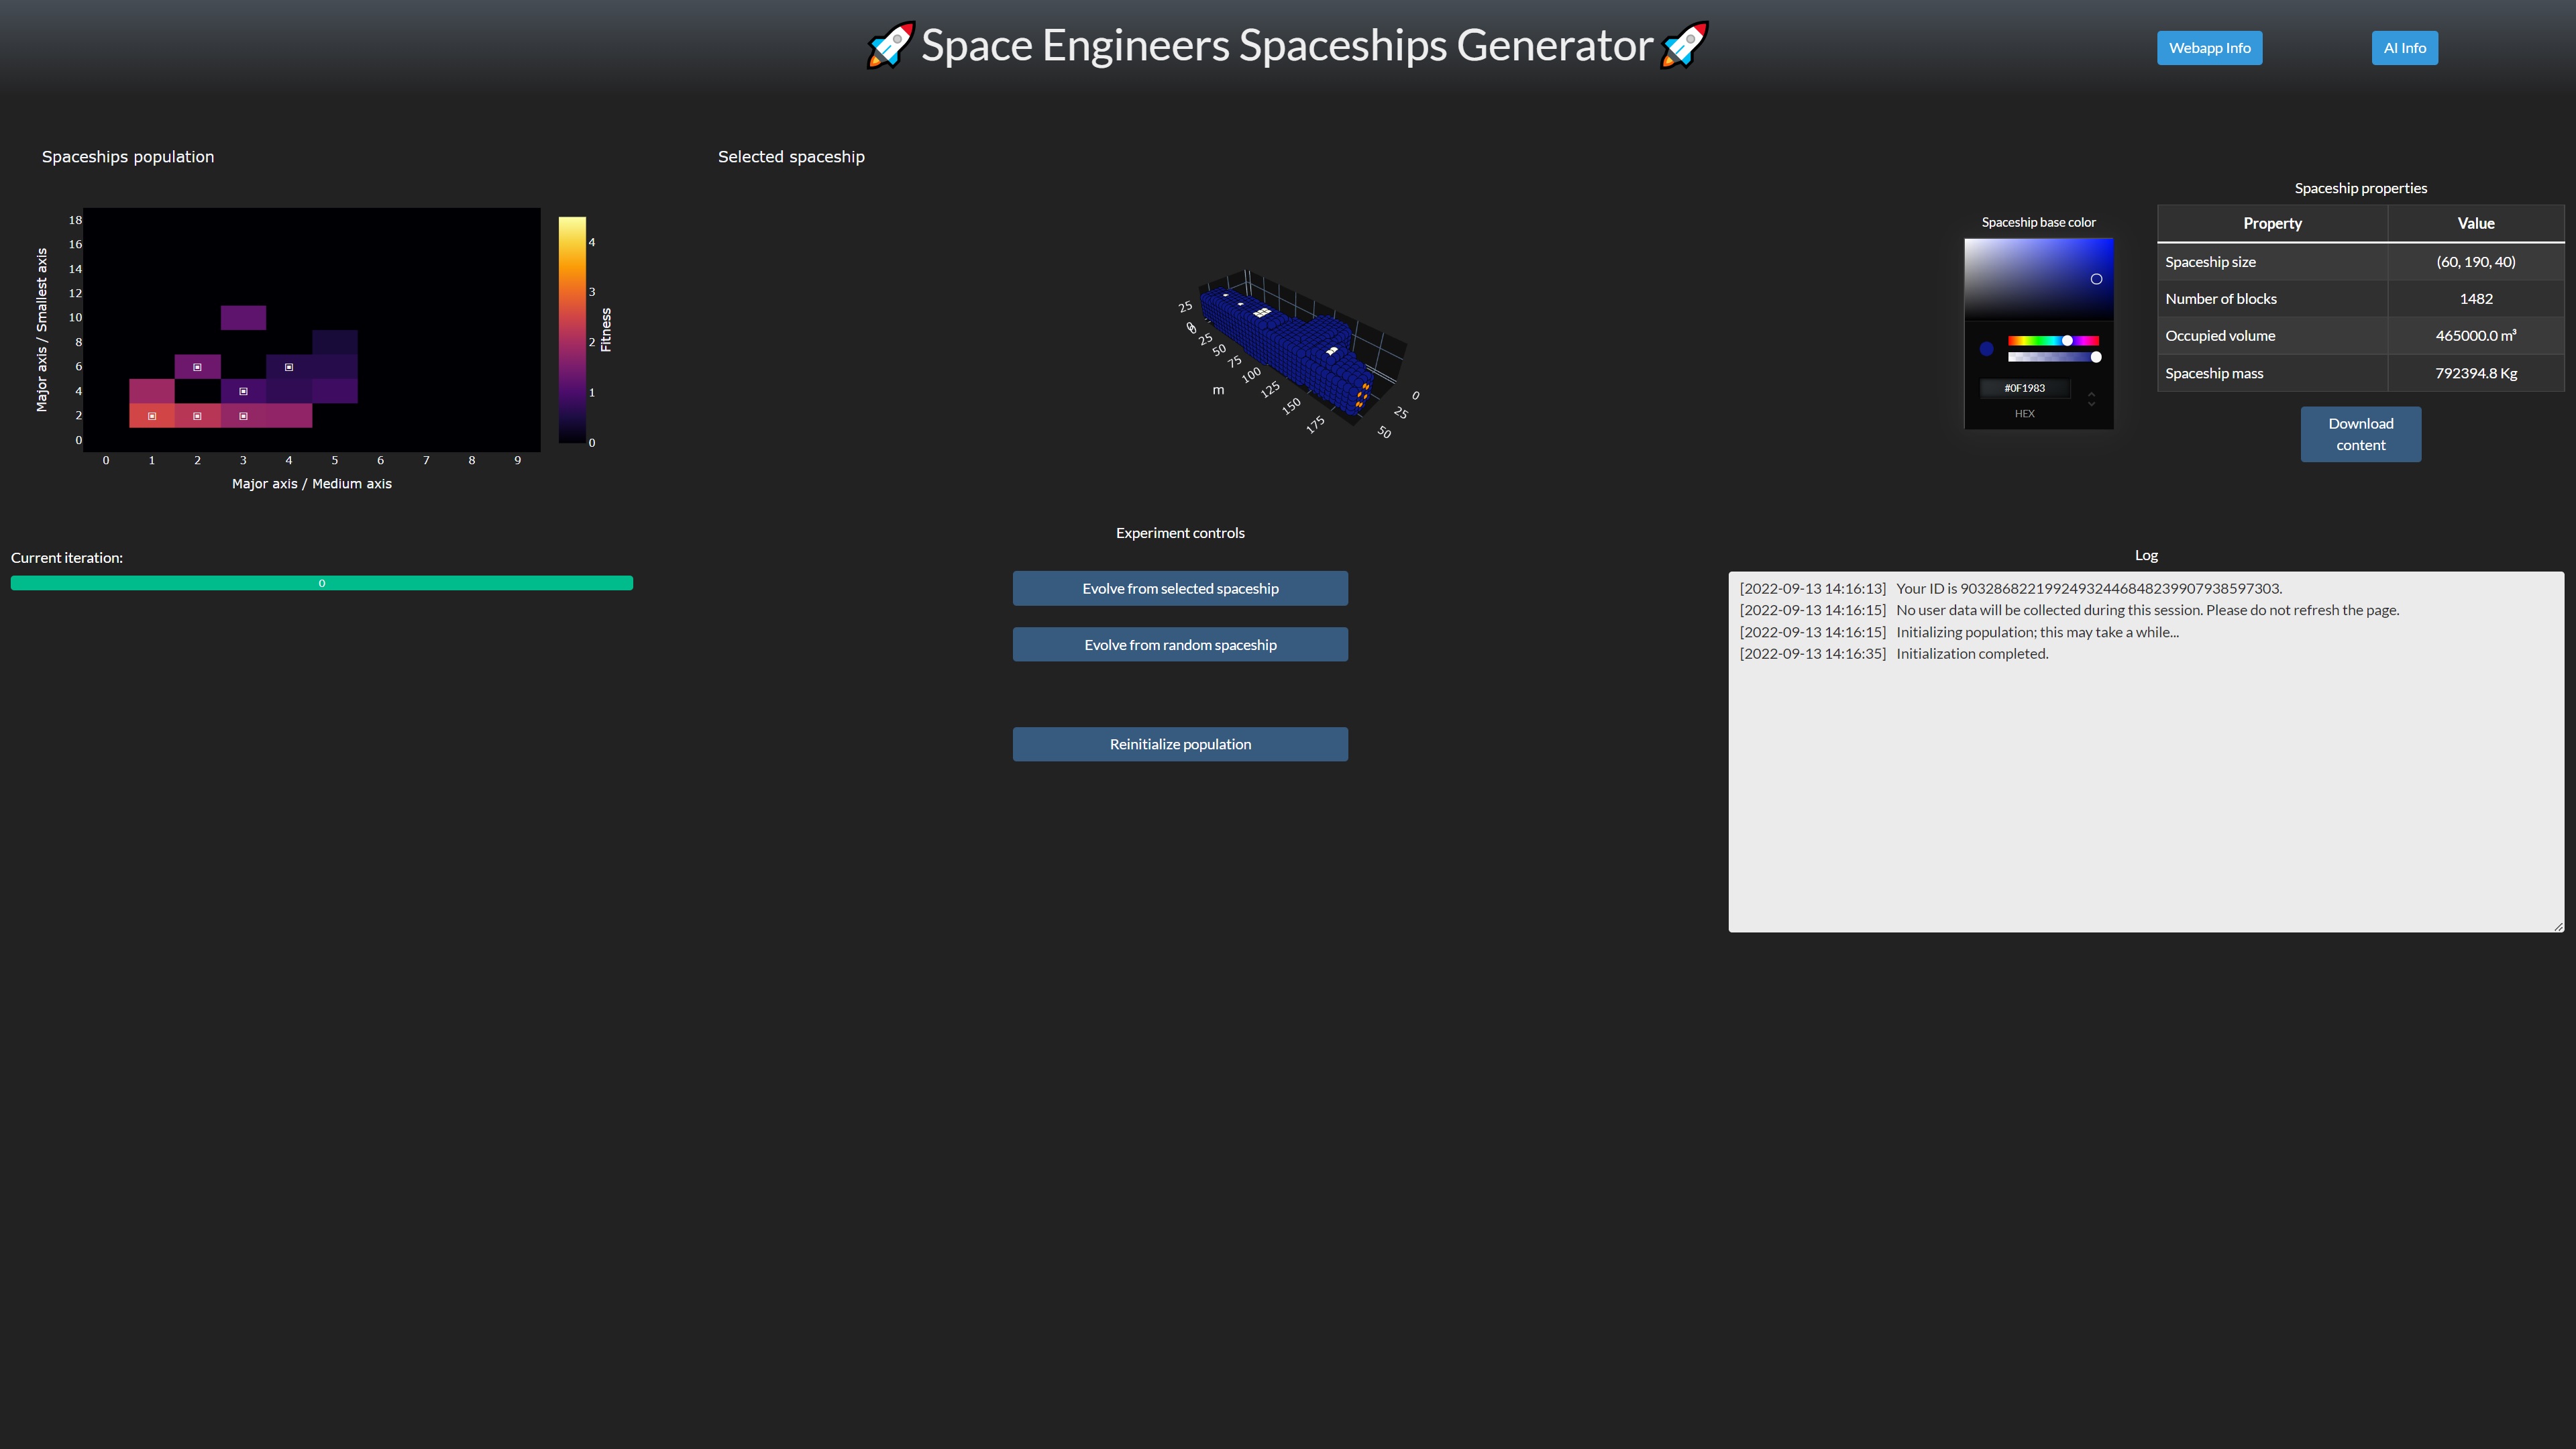 🚀Space Engineers Spaceships Generator🚀
Webapp Info
AI Info
Spaceships population
18
16
14
12
10
8
6
4
2
0
Major axis / Smallest axis
0 1 2 3 4 5 6 7 8 9
Major axis / Medium axis
4
3
2
1
0
Fitness
Selected spaceship
25
0
0
25
50
75
100
125
150
175
m
0
25
50
Spaceship base color
#0F1983
HEX
Spaceship properties
Property Value
Spaceship size (60, 190, 40)
Number of blocks 1482
Occupied volume 465000.0 m³
Spaceship mass 792394.8 Kg
Download
content
Current iteration:
0
Experiment controls
Evolve from selected spaceship
Evolve from random spaceship
Reinitialize population
Log
[2022-09-13 14:16:13] Your ID is 90328682219924932446848239907938597303.
[2022-09-13 14:16:15] No user data will be collected during this session. Please do not refresh the page.
[2022-09-13 14:16:15] Initializing population; this may take a while...
[2022-09-13 14:16:35] Initialization completed.